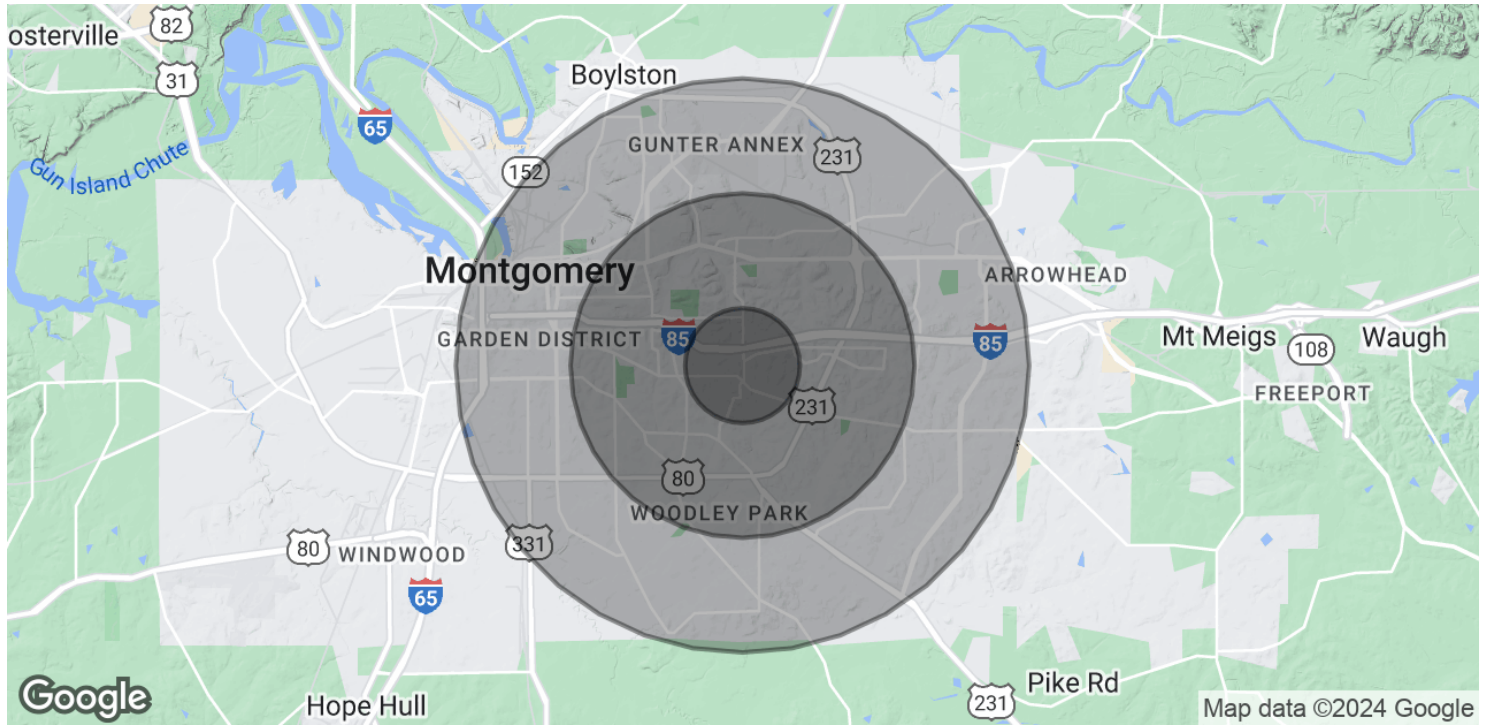 osterville
82
31
Boylston
65
GUNTER ANNEX
231
Gun Island Chute
152
Montgomery
ARROWHEAD
GARDEN DISTRICT
85
85
Mt Meigs
108
Waugh
FREEPORT
231
80
WOODLEY PARK
80
WINDWOOD
331
65
Google
Hope Hull
231
Pike Rd
Map data ©2024 Google